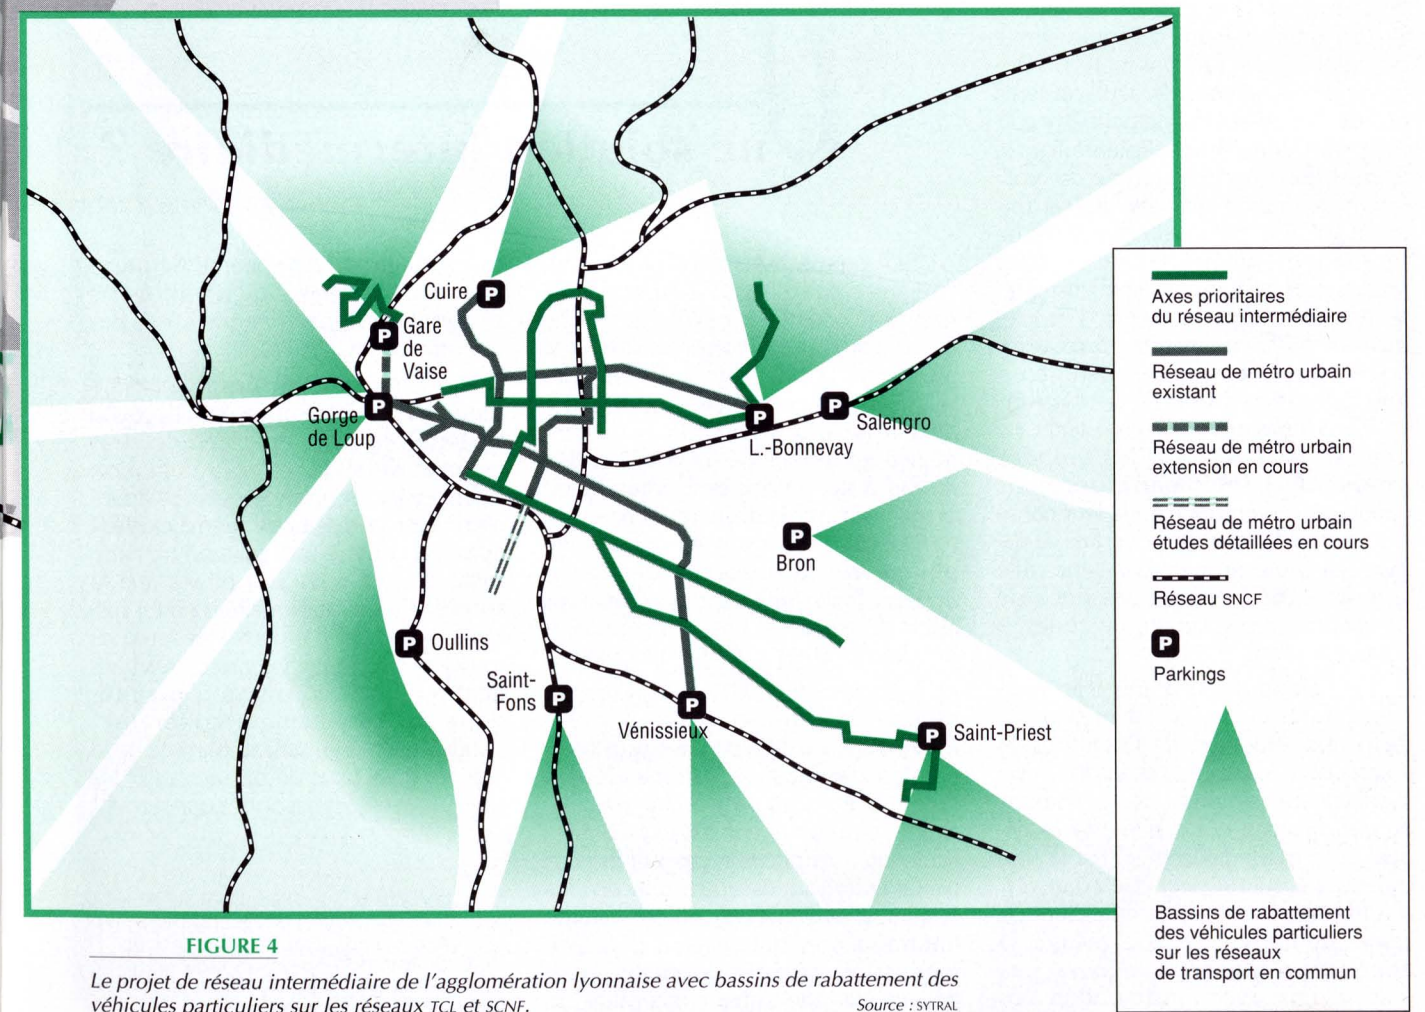 Cuire
P
P
Gare
de
Vaise
P
Gorge
de Loup
P
L.-Bonnevay
P
Salengro
P
Bron
P
Oullins
P
Saint-
Fons
P
Vénissieux
P
Saint-Priest
Axes prioritaires
du réseau intermédiaire
Réseau de métro urbain
existant
Réseau de métro urbain
extension en cours
Réseau de métro urbain
études détaillées en cours
Réseau SNCF
P
Parkings
Bassins de rabattement
des véhicules particuliers
sur les réseaux
de transport en commun
FIGURE 4
Le projet de réseau intermédiaire de l'agglomération lyonnaise avec bassins de rabattement des
véhicules particuliers sur les réseaux TCL et SCNF.
Source : SYTRAL